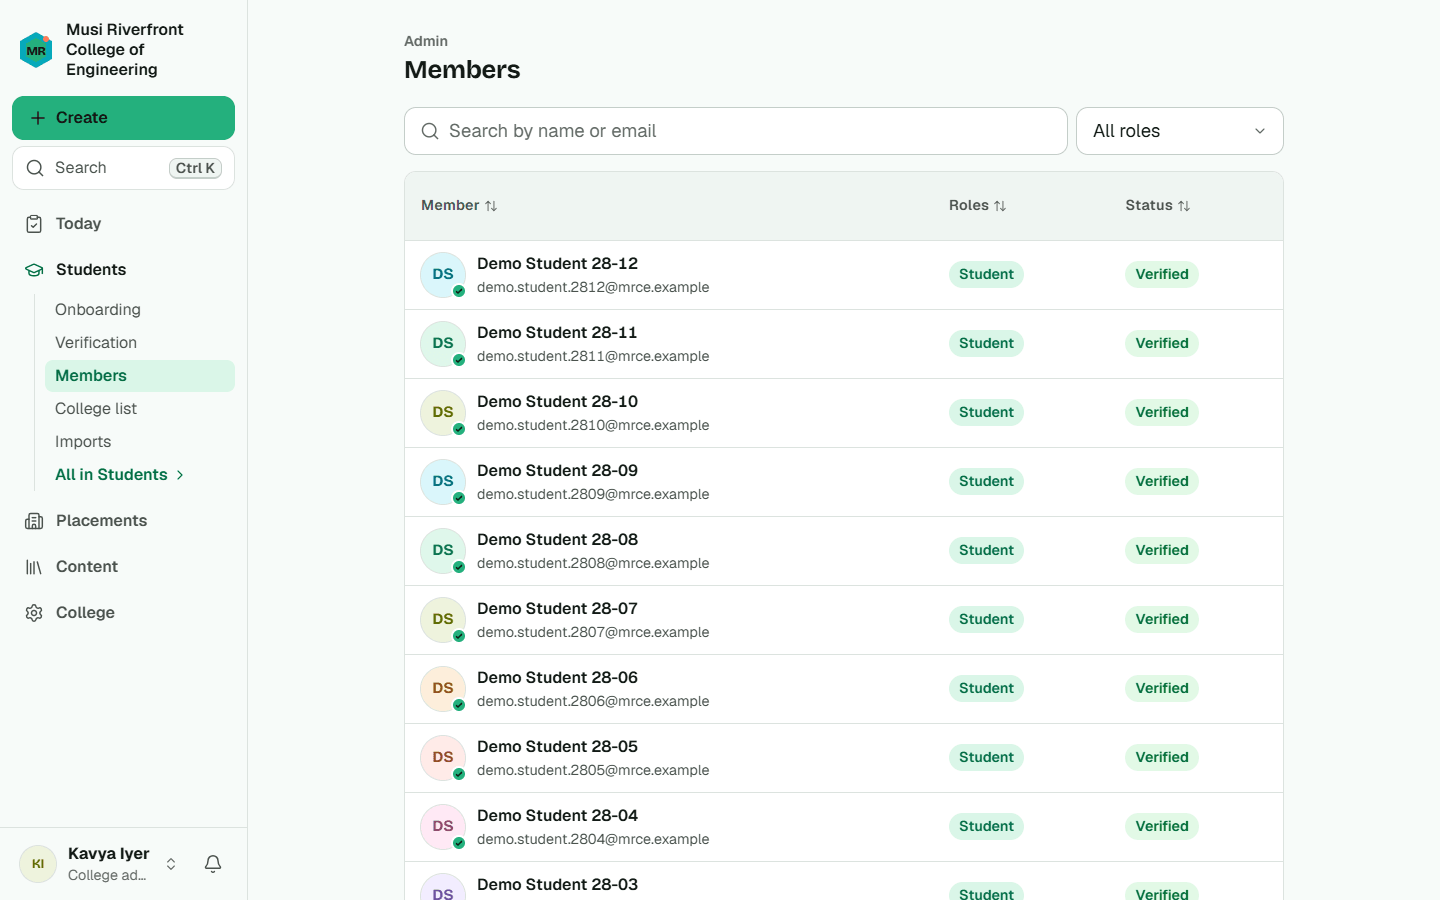 MR
Musi Riverfront
College of
Engineering
Create
Search Ctrl K
Today
Students
Onboarding
Verification
Members
College list
Imports
All in Students
Placements
Content
College
KI
Kavya Iyer
College ad...
Admin
Members
Search by name or email
All roles
Member Roles Status
DS Demo Student 28-12 Student Verified
demo.student.2812@mrce.example
DS Demo Student 28-11 Student Verified
demo.student.2811@mrce.example
DS Demo Student 28-10 Student Verified
demo.student.2810@mrce.example
DS Demo Student 28-09 Student Verified
demo.student.2809@mrce.example
DS Demo Student 28-08 Student Verified
demo.student.2808@mrce.example
DS Demo Student 28-07 Student Verified
demo.student.2807@mrce.example
DS Demo Student 28-06 Student Verified
demo.student.2806@mrce.example
DS Demo Student 28-05 Student Verified
demo.student.2805@mrce.example
DS Demo Student 28-04 Student Verified
demo.student.2804@mrce.example
DS Demo Student 28-03 Student Verified